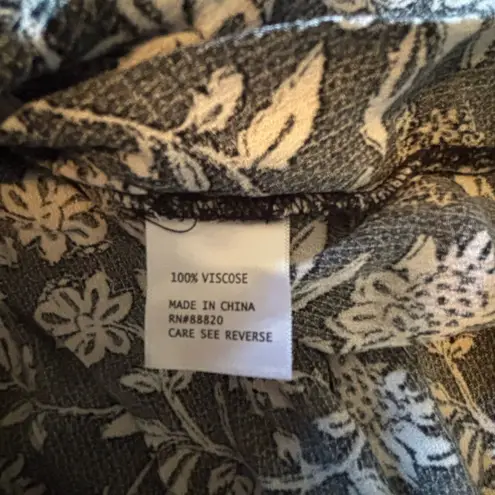 100% VISCOSE
MADE IN CHINA
RN#88820
CARE SEE REVERSE